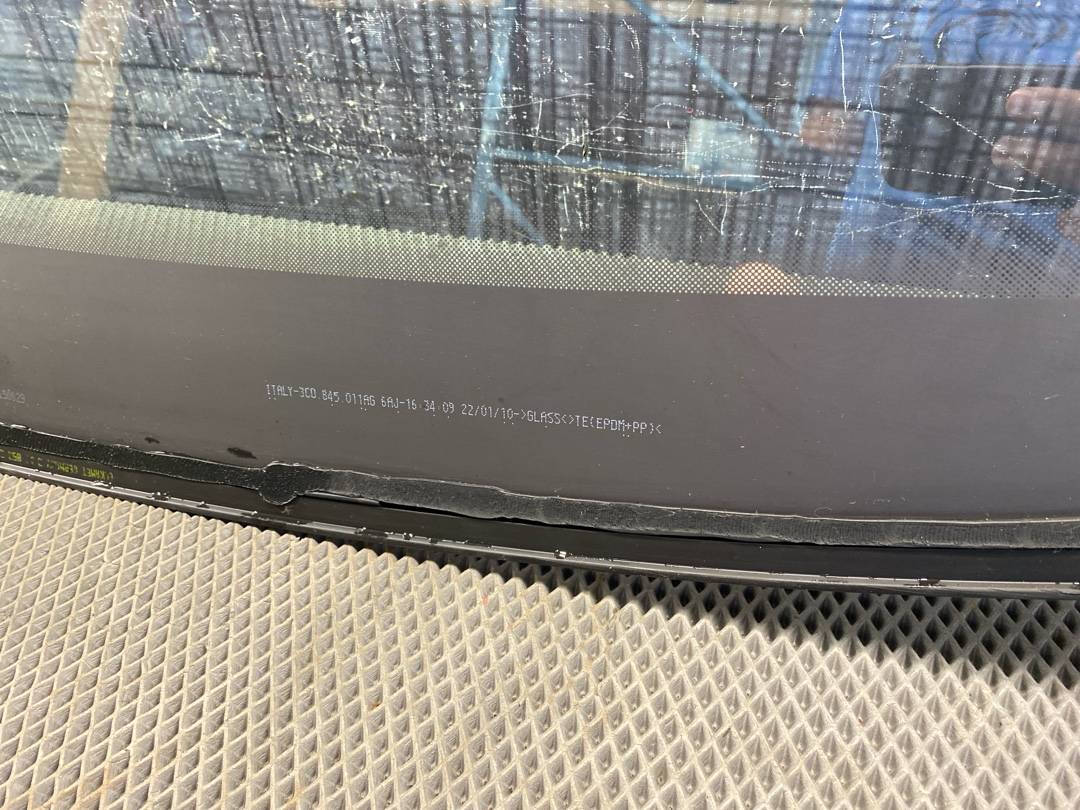 ITALY-3C0.845.011AG 6AJ-16:34:09 22/01/10->GLASS<>TE(EPDM+PP)<